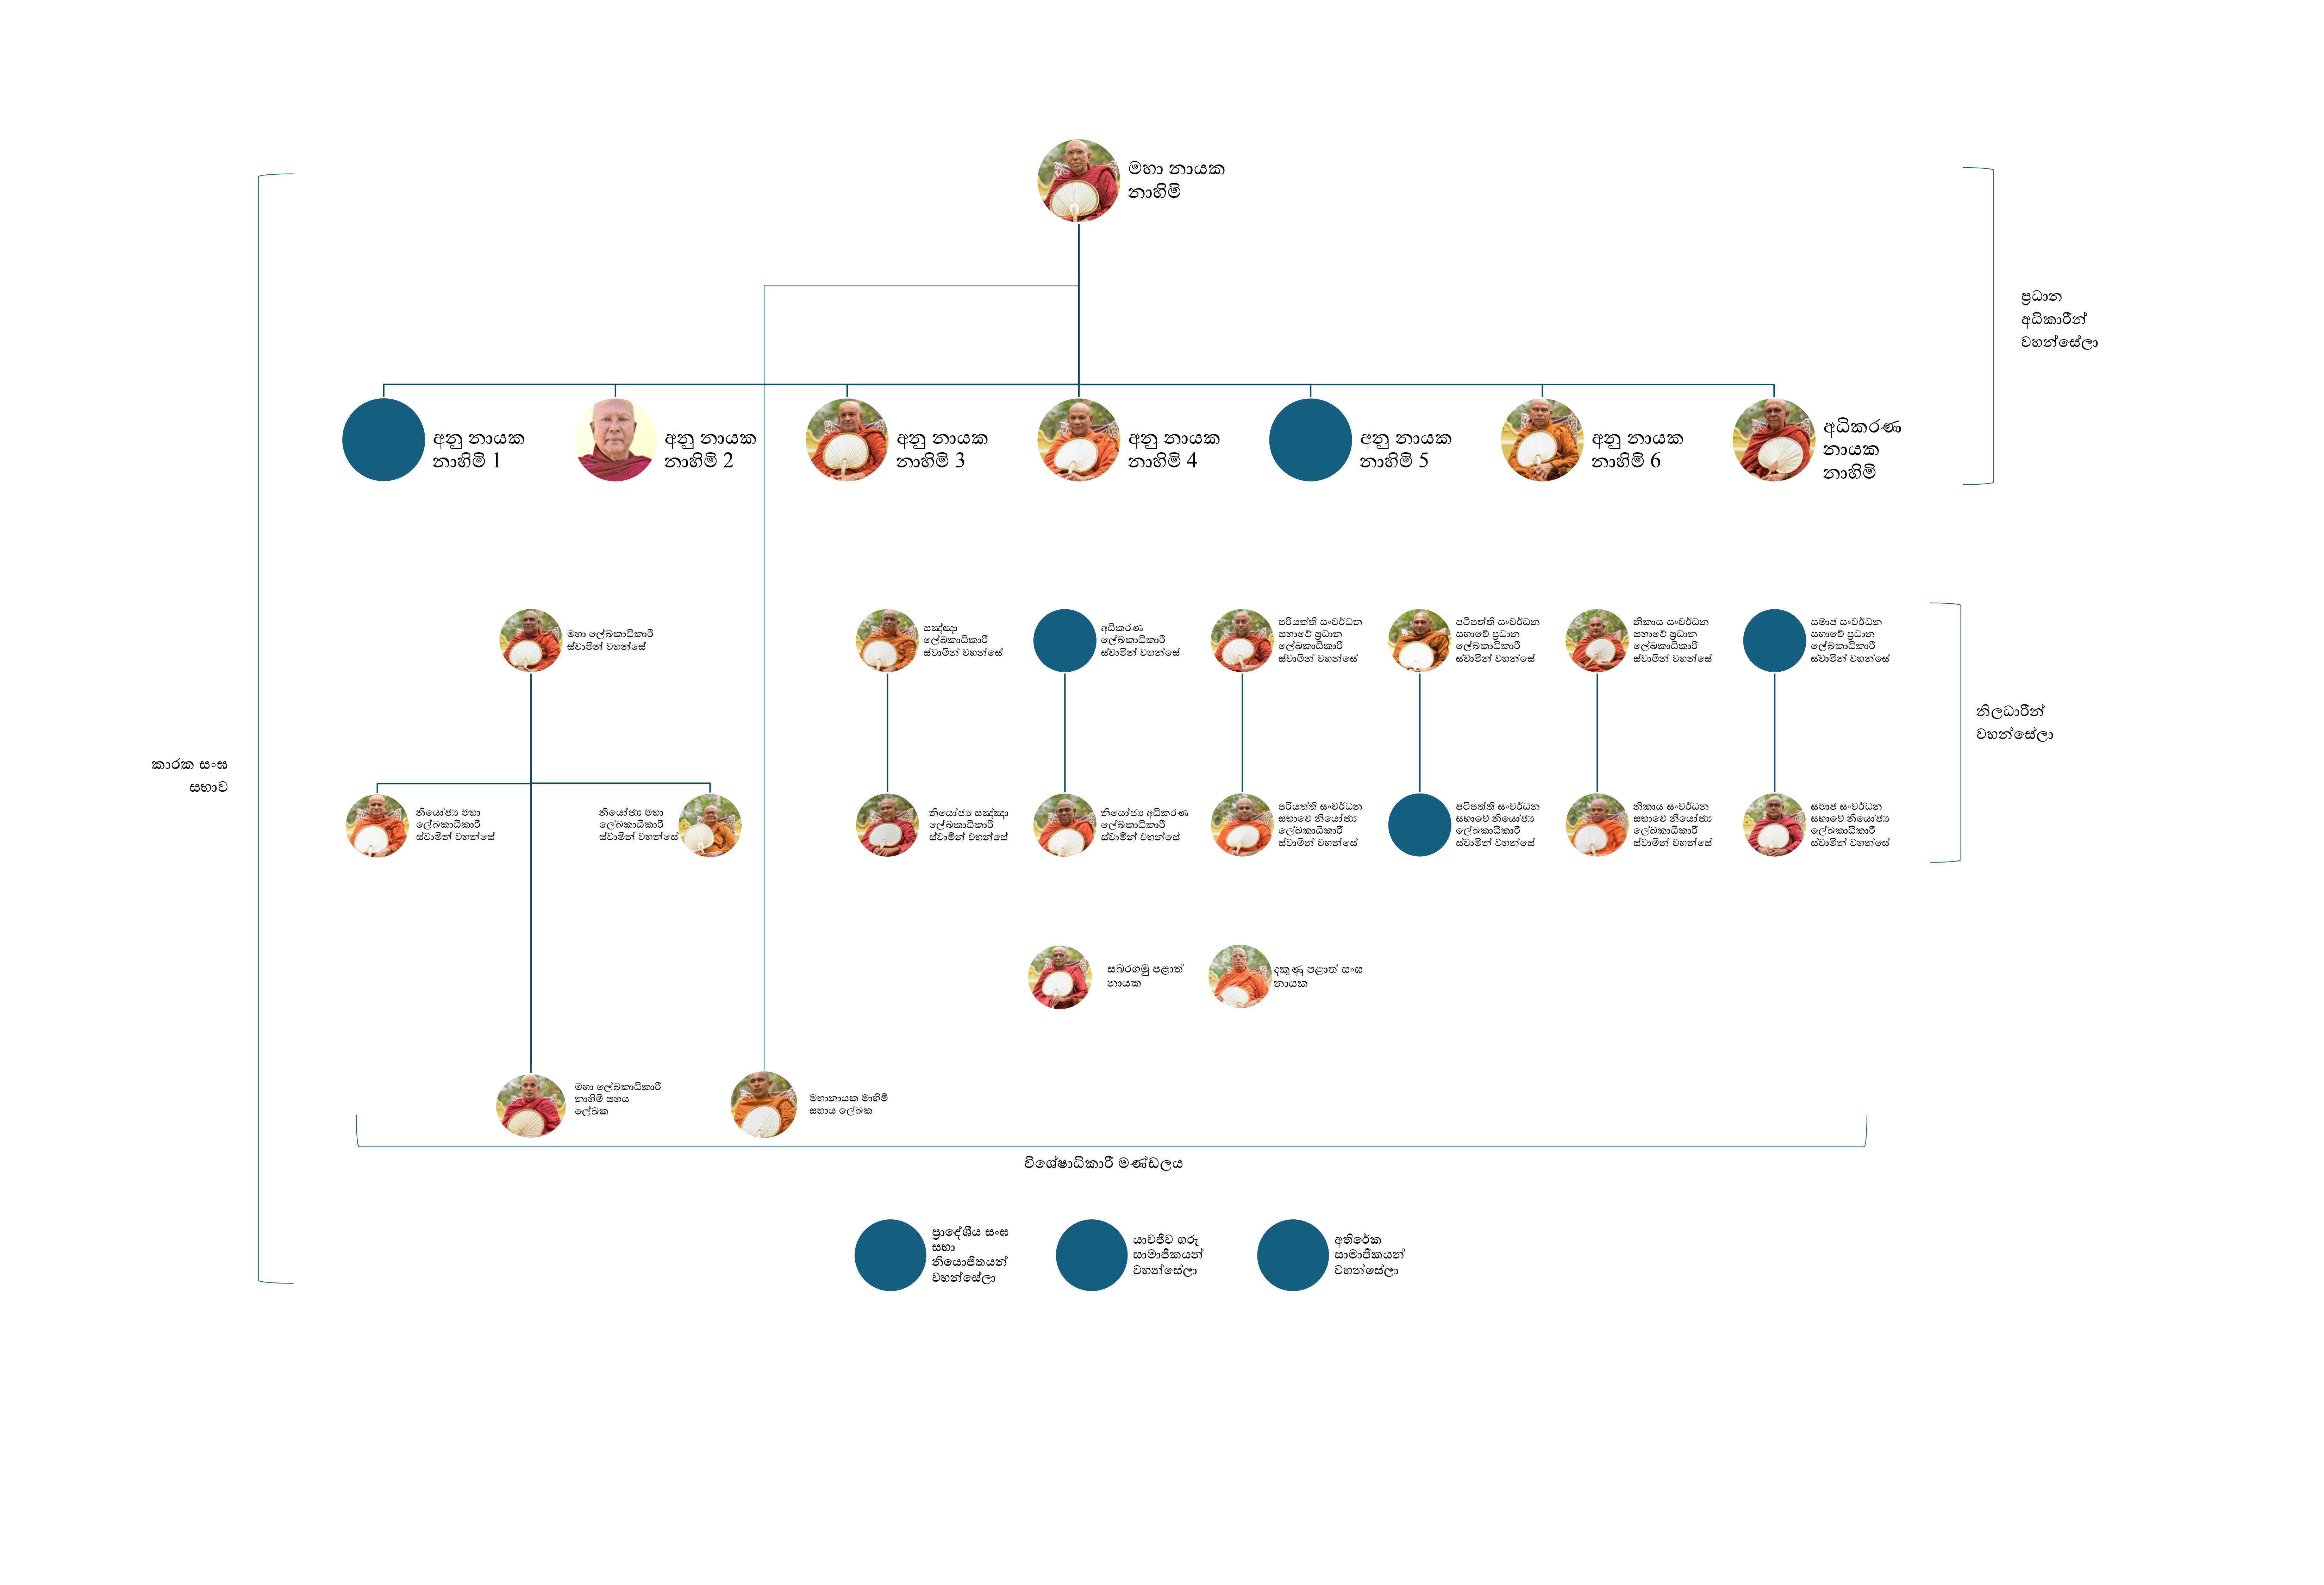 මහා නායක
නාහිමි
ප්‍රධාන
අධිකාරීන්
වහන්සේලා
අනු නායක
නාහිමි 1
අනු නායක
නාහිමි 2
අනු නායක
නාහිමි 3
අනු නායක
නාහිමි 4
අනු නායක
නාහිමි 5
අනු නායක
නාහිමි 6
අධිකරණ
නායක
නාහිමි
මහා ලේඛකාධිකාරී
ස්වාමීන් වහන්සේ
සඤ්ඤා
ලේඛකාධිකාරී
ස්වාමීන් වහන්සේ
අධිකරණ
ලේඛකාධිකාරී
ස්වාමීන් වහන්සේ
පරියත්ති සංවර්ධන
සභාවේ ප්‍රධාන
ලේඛකාධිකාරී
ස්වාමීන් වහන්සේ
පටිපත්ති සංවර්ධන
සභාවේ ප්‍රධාන
ලේඛකාධිකාරී
ස්වාමීන් වහන්සේ
නිකාය සංවර්ධන
සභාවේ ප්‍රධාන
ලේඛකාධිකාරී
ස්වාමීන් වහන්සේ
සමාජ සංවර්ධන
සභාවේ ප්‍රධාන
ලේඛකාධිකාරී
ස්වාමීන් වහන්සේ
නිලධාරීන්
වහන්සේලා
කාරක සංඝ
සභාව
නියෝජ්‍ය මහා
ලේඛකාධිකාරී
ස්වාමීන් වහන්සේ
නියෝජ්‍ය මහා
ලේඛකාධිකාරී
ස්වාමීන් වහන්සේ
නියෝජ්‍ය සඤ්ඤා
ලේඛකාධිකාරී
ස්වාමීන් වහන්සේ
නියෝජ්‍ය අධිකරණ
ලේඛකාධිකාරී
ස්වාමීන් වහන්සේ
පරියත්ති සංවර්ධන
සභාවේ නියෝජ්‍ය
ලේඛකාධිකාරී
ස්වාමීන් වහන්සේ
පටිපත්ති සංවර්ධන
සභාවේ නියෝජ්‍ය
ලේඛකාධිකාරී
ස්වාමීන් වහන්සේ
නිකාය සංවර්ධන
සභාවේ නියෝජ්‍ය
ලේඛකාධිකාරී
ස්වාමීන් වහන්සේ
සමාජ සංවර්ධන
සභාවේ නියෝජ්‍ය
ලේඛකාධිකාරී
ස්වාමීන් වහන්සේ
සබරගමු පළාත්
නායක
දකුණු පළාත් සංඝ
නායක
මහා ලේඛකාධිකාරී
නාහිමි සහය
ලේඛක
මහානායක මාහිමි
සහාය ලේඛක
විශේෂාධිකාරී මණ්ඩලය
ප්‍රාදේශීය සංඝ
සභා
නියොජිතයන්
වහන්සේලා
යාවජීව ගරු
සාමාජිකයන්
වහන්සේලා
අතිරේක
සාමාජිකයන්
වහන්සේලා